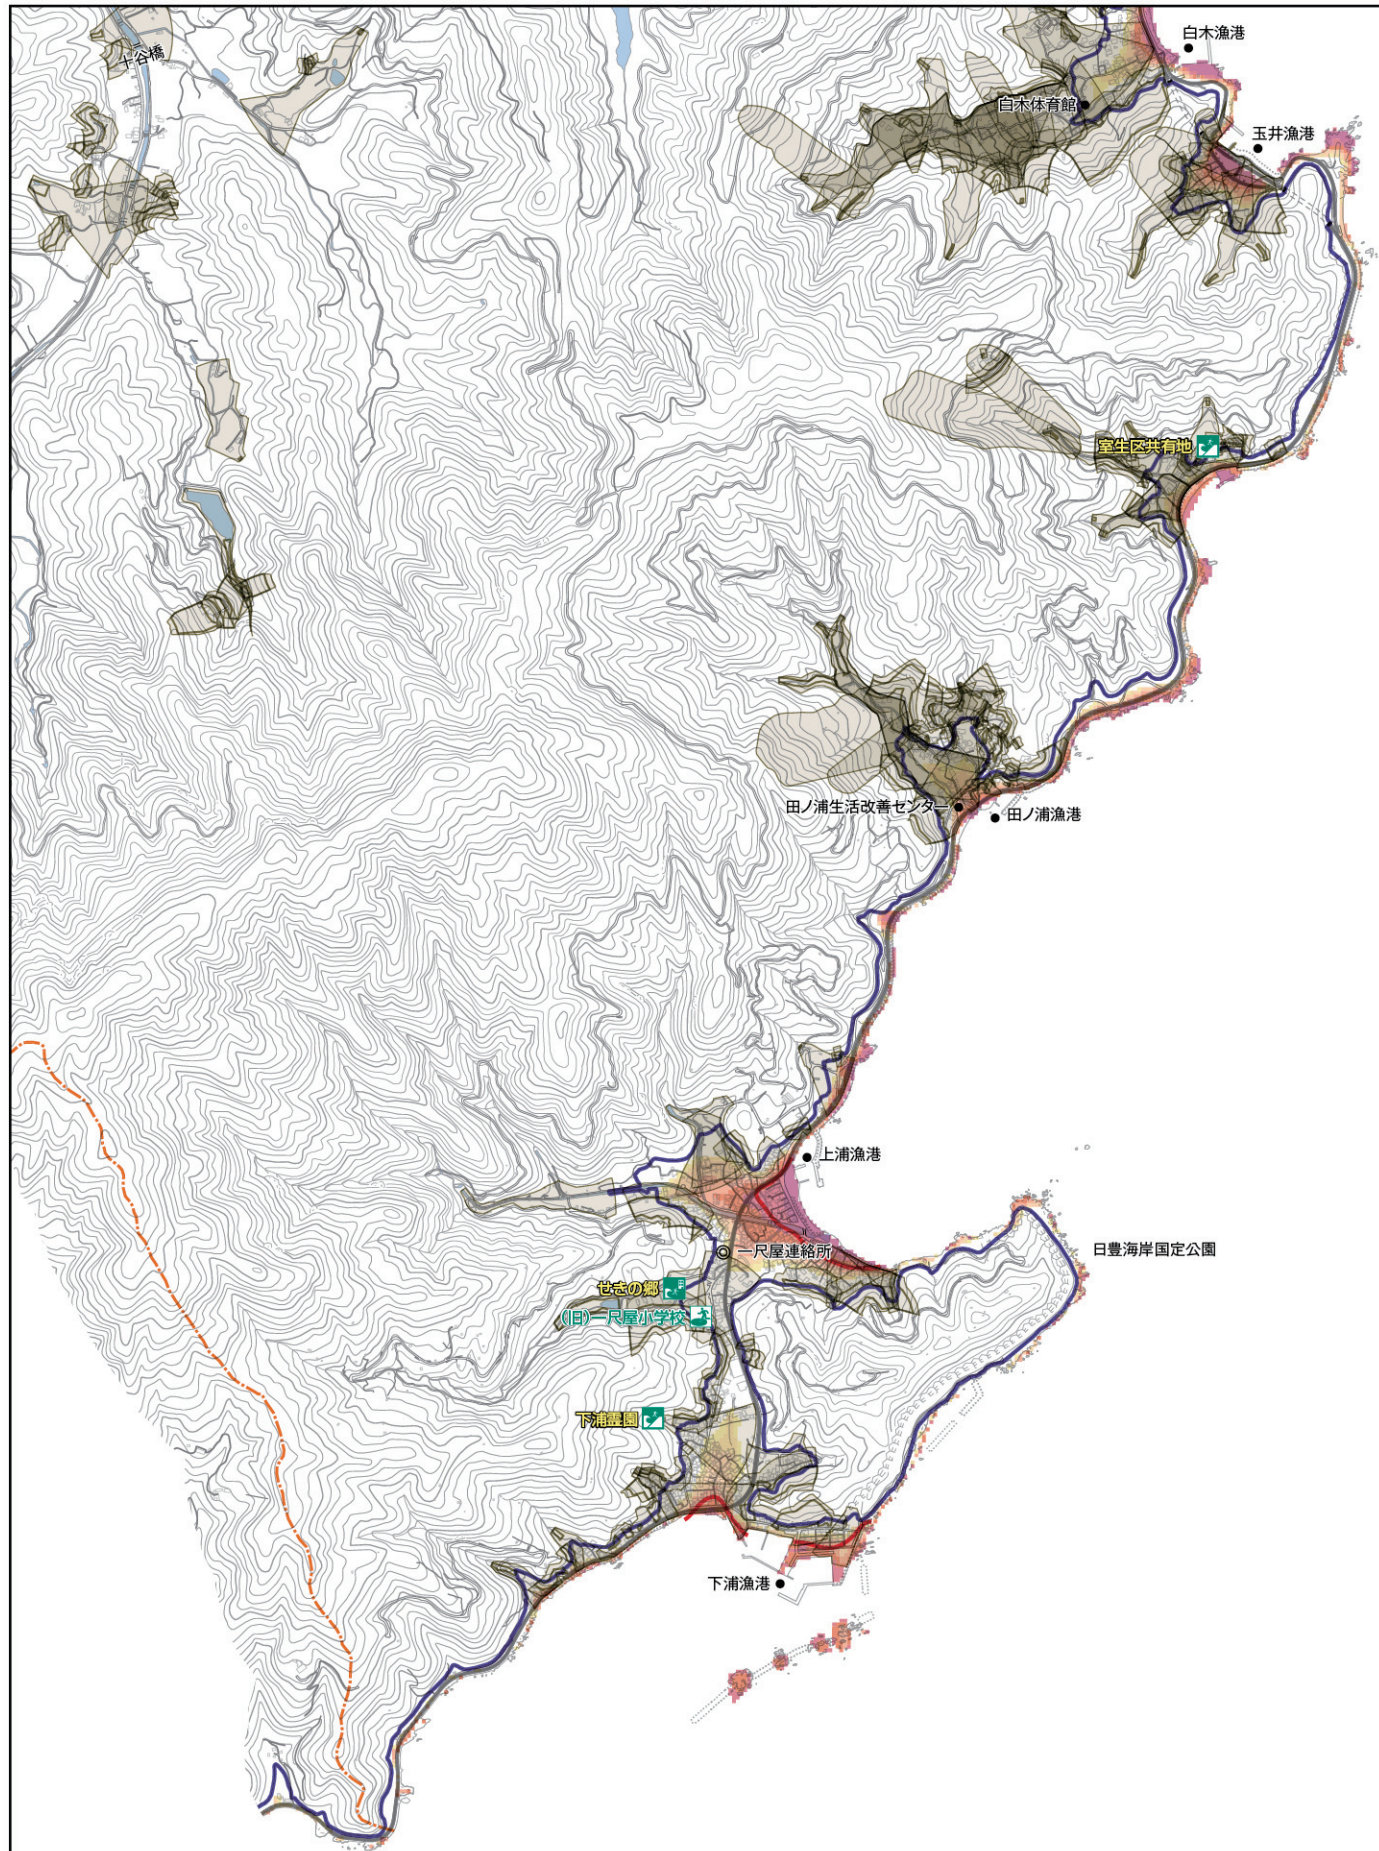 白木漁港
十谷橋
白木体育館
玉井漁港
室生区共有地
田ノ浦生活改善センター
田ノ浦漁港
上浦漁港
一尺屋連絡所
日豊海岸国定公園
せきの郷
(旧)一尺屋小学校
下浦霊園
下浦漁港